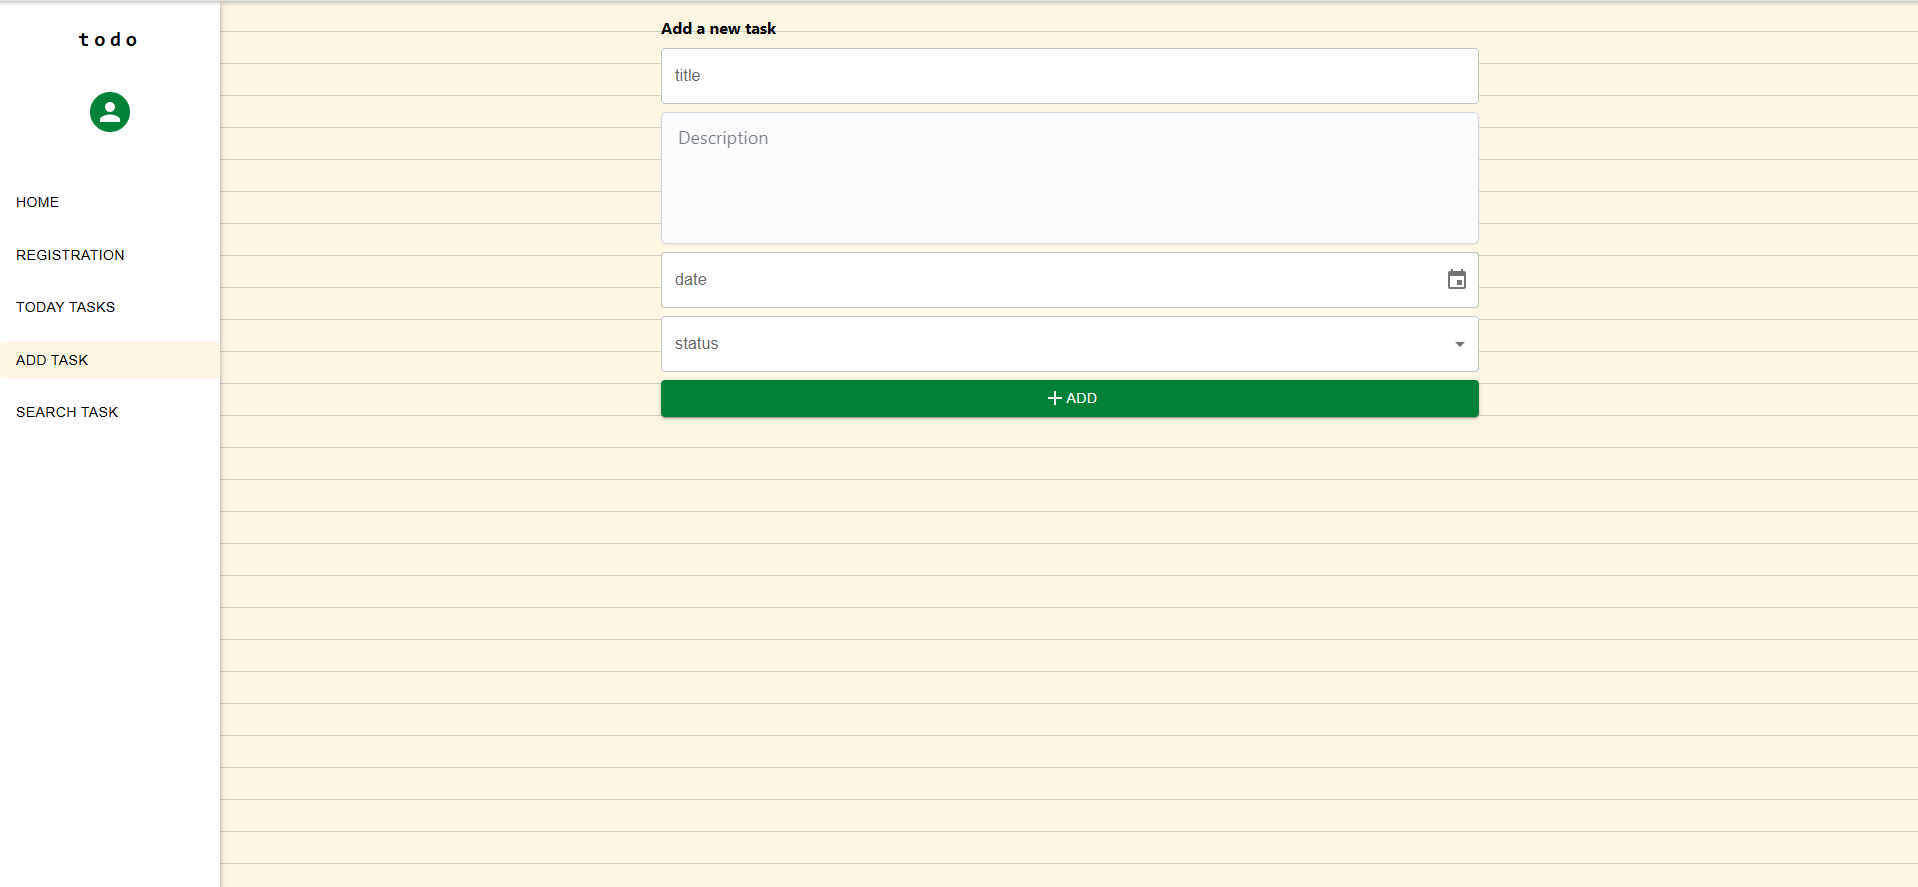 todo
HOME
REGISTRATION
TODAY TASKS
ADD TASK
SEARCH TASK
Add a new task
title
Description
date
status
ADD